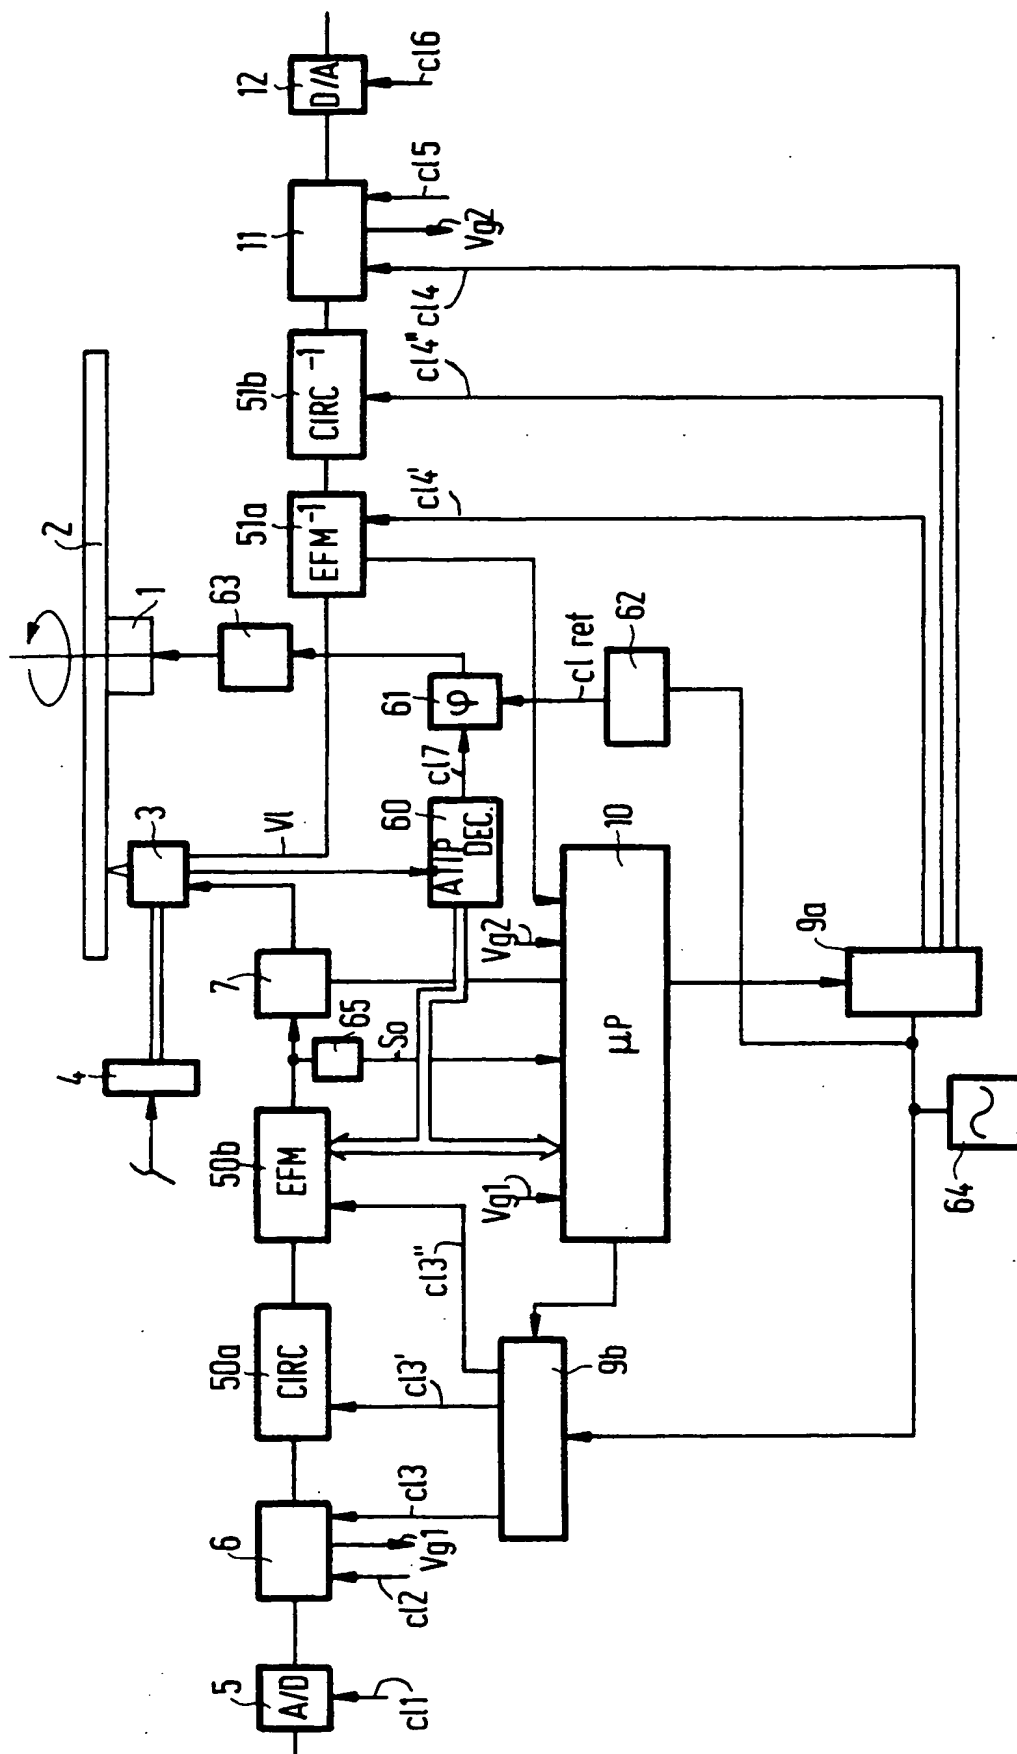 5
A/D
cl1
6
cl2
Vg1
cl3
50a
CIRC
cl3'
9b
cl3"
50b
EFM
4
65
So
7
3
Vl
2
1
63
60
ATIP
DEC.
cl7
61
φ
cl ref
62
Vg1
Vg2
10
μP
9a
64
51a
EFM⁻¹
cl4'
51b
CIRC⁻¹
cl4"
cl4
11
Vg2
cl5
12
D/A
cl6